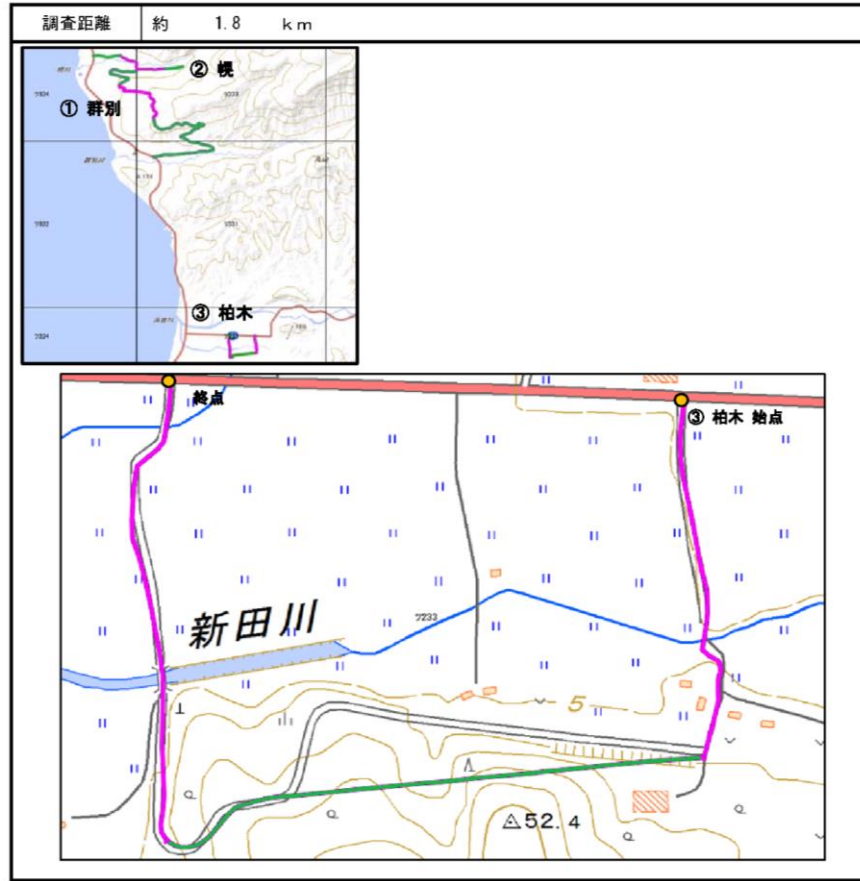 調査距離 約 1.8 km
② 幌
① 群別
③ 柏木
終点
③ 柏木 始点
新田川
5
52.4